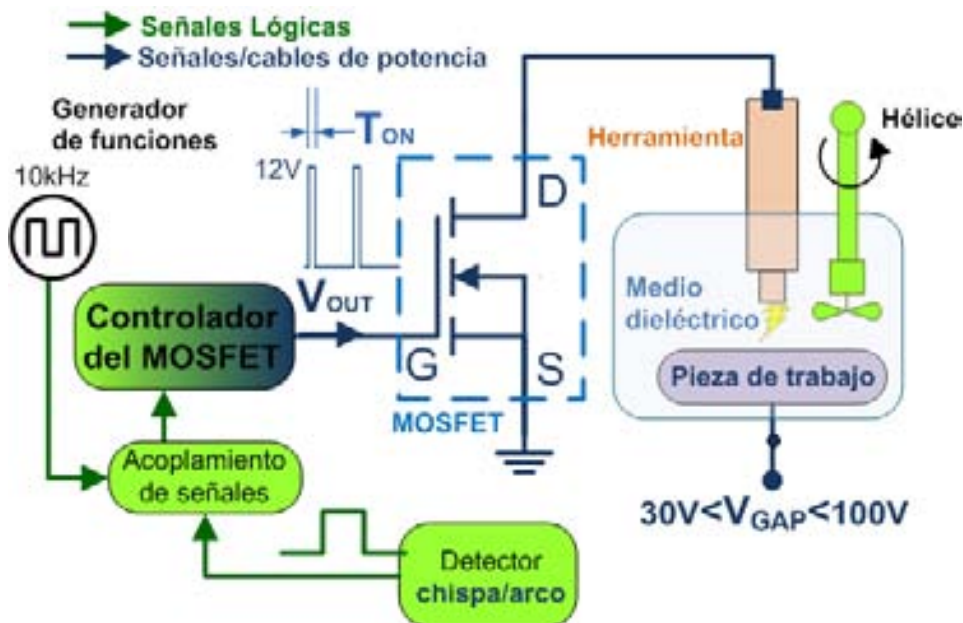 Señales Lógicas
Señales/cables de potencia
Generador
de funciones
10kHz
TON
12V
VOUT
Controlador
del MOSFET
G
D
S
MOSFET
Herramienta
Hélice
Medio
dieléctrico
Pieza de trabajo
30V<VGAP<100V
Acoplamiento
de señales
Detector
chispa/arco